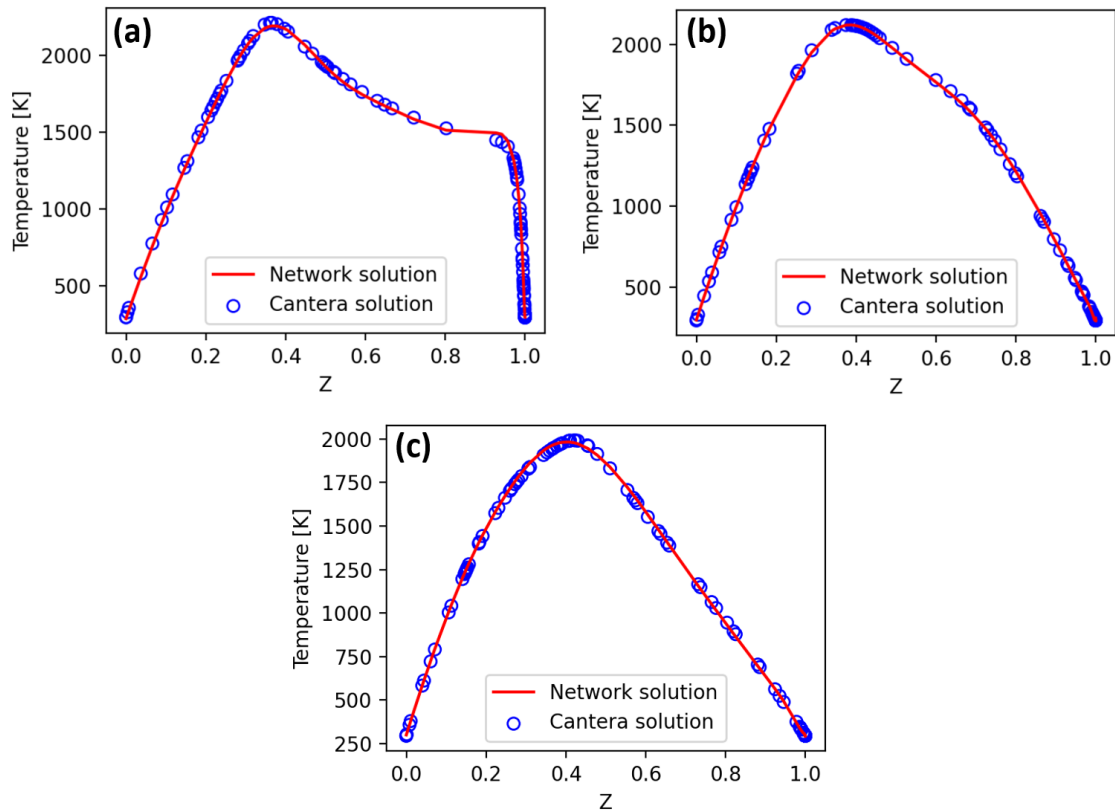 (a)
Temperature [K]
2000
1500
1000
500
Network solution
Cantera solution
0.0 0.2 0.4 0.6 0.8 1.0
Z
(b)
Temperature [K]
2000
1500
1000
500
Network solution
Cantera solution
0.0 0.2 0.4 0.6 0.8 1.0
Z
(c)
Temperature [K]
2000
1750
1500
1250
1000
750
500
250
Network solution
Cantera solution
0.0 0.2 0.4 0.6 0.8 1.0
Z